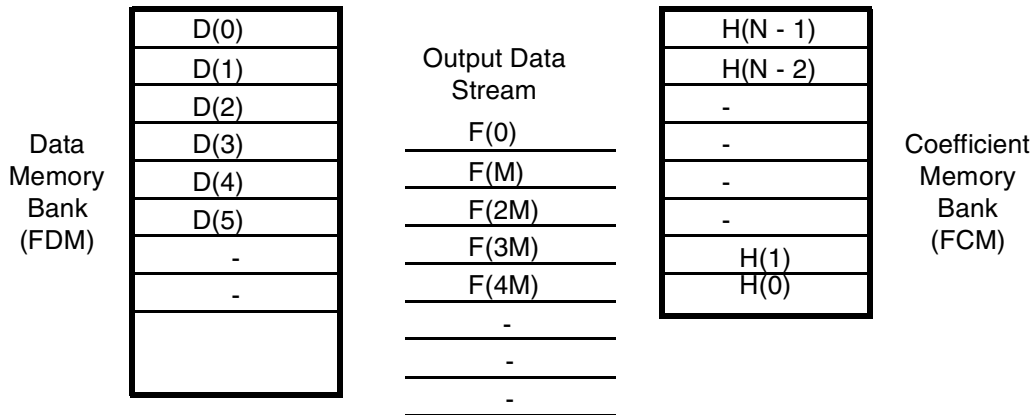 Data
Memory
Bank
(FDM)
D(0)
D(1)
D(2)
D(3)
D(4)
D(5)
-
-
Output Data
Stream
F(0)
F(M)
F(2M)
F(3M)
F(4M)
-
-
-
H(N - 1)
H(N - 2)
-
-
-
-
H(1)
H(0)
Coefficient
Memory
Bank
(FCM)